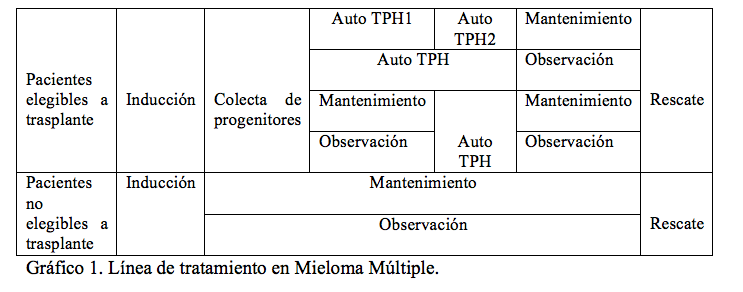 Pacientes
elegibles a
trasplante
Inducción
Colecta de
progenitores
Auto TPH1
Auto
TPH2
Mantenimiento
Auto TPH
Observación
Mantenimiento
Observación
Auto
TPH
Mantenimiento
Observación
Rescate
Pacientes
no
elegibles a
trasplante
Inducción
Mantenimiento
Observación
Rescate
Gráfico 1. Línea de tratamiento en Mieloma Múltiple.